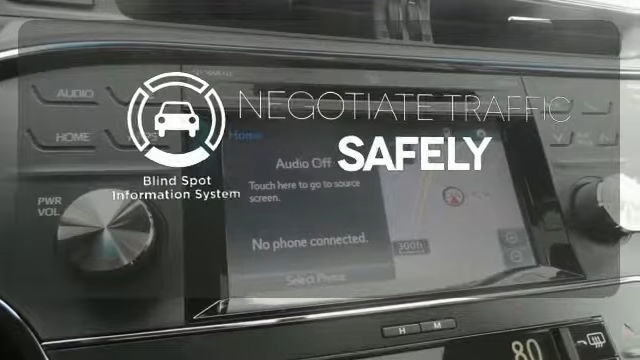 NEGOTIATE TRAFFIC
SAFELY
Blind Spot
Information System
AUDIO
HOME
Home
Audio Off
Touch here to go to source
screen.
PWR
VOL
No phone connected.
300ft
Select Phone
H M
80